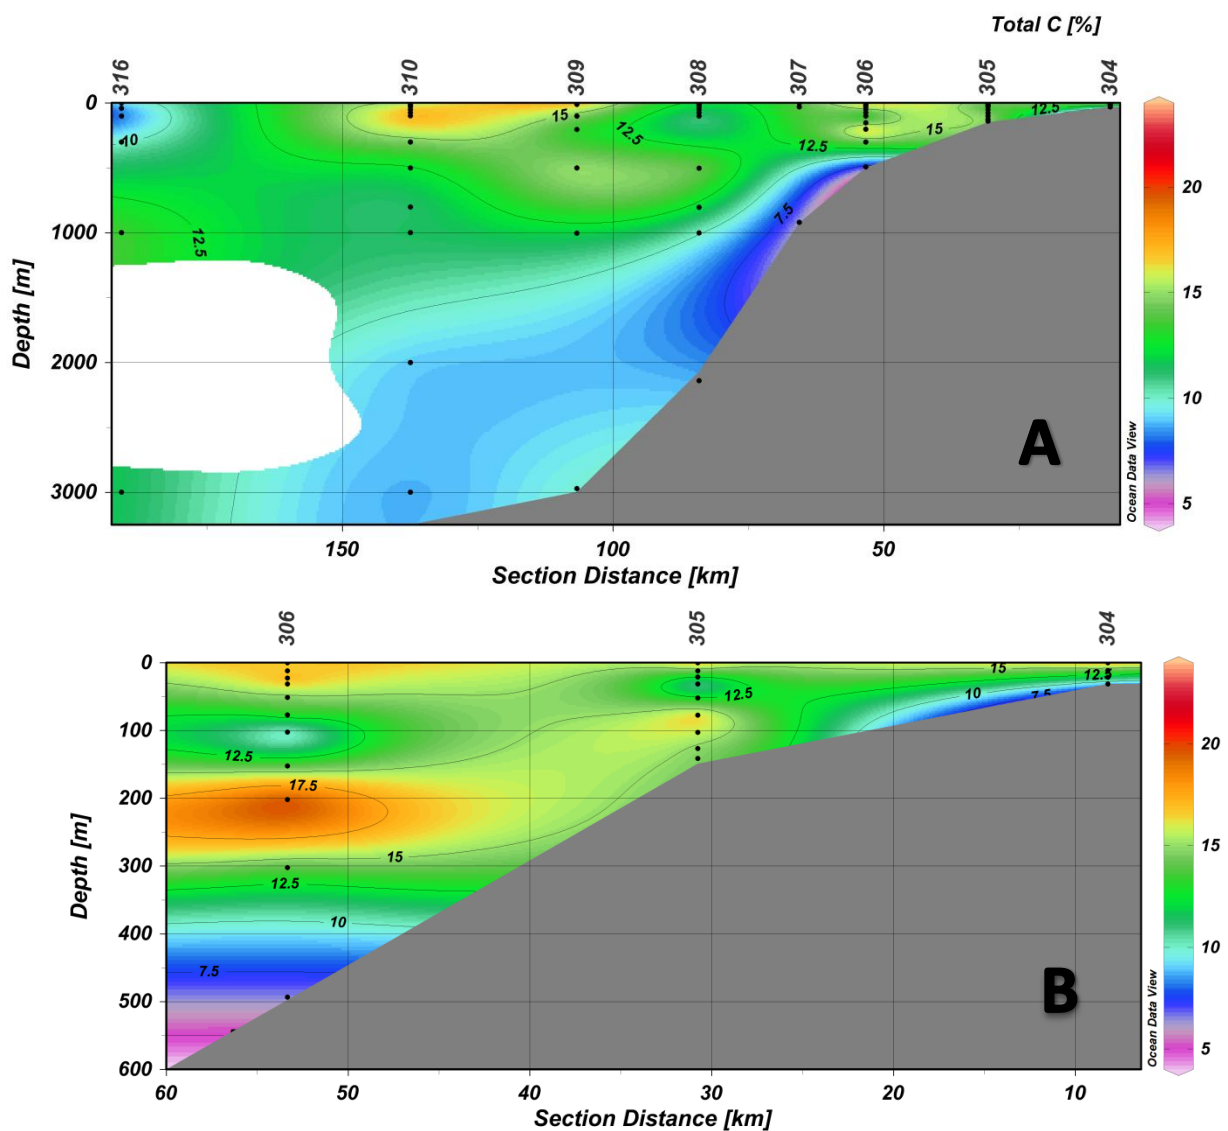 Total C [%]
316 310 309 308 307 306 305 304
0
1000
2000
3000
Depth [m]
10
12.5
15
12.5
12.5
15
12.5
7.5
A
Ocean Data View
20
15
10
5
150 100 50
Section Distance [km]
306 305 304
0
100
200
300
400
500
600
Depth [m]
15
12.5
12.5
10
7.5
12.5
17.5
15
12.5
10
7.5
B
Ocean Data View
20
15
10
5
60 50 40 30 20 10
Section Distance [km]